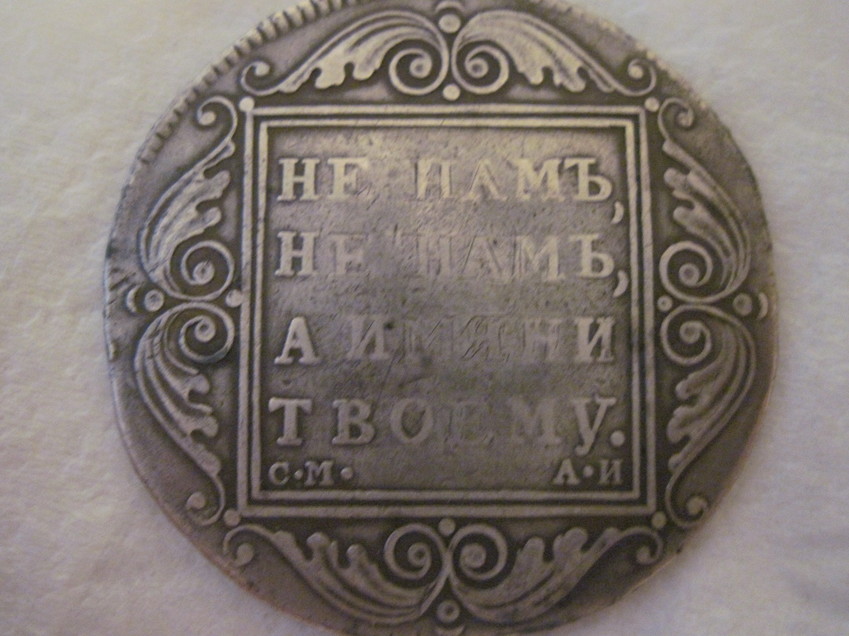 НЕ НАМЪ,
НЕ НАМЪ,
А ИМЯНИ
ТВОЕМУ.
С•М• А•И